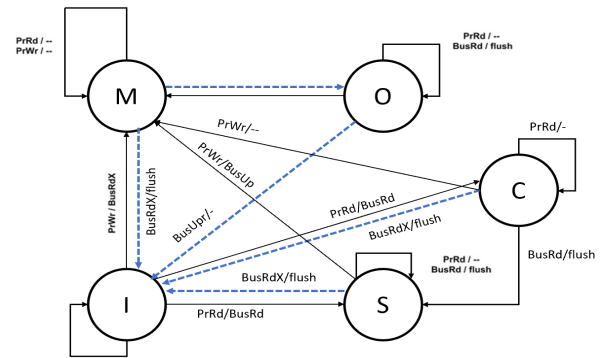 PrRd / --
PrWr / --
PrRd / --
BusRd / flush
M
O
PrWr/--
PrRd/-
PrWr/BusUp
C
PrWr / BusRdX
BusRdX/flush
BusUpr/-
PrRd/BusRd
BusRdX/flush
BusRd/flush
PrRd / --
BusRd / flush
BusRdX/flush
I
S
PrRd/BusRd